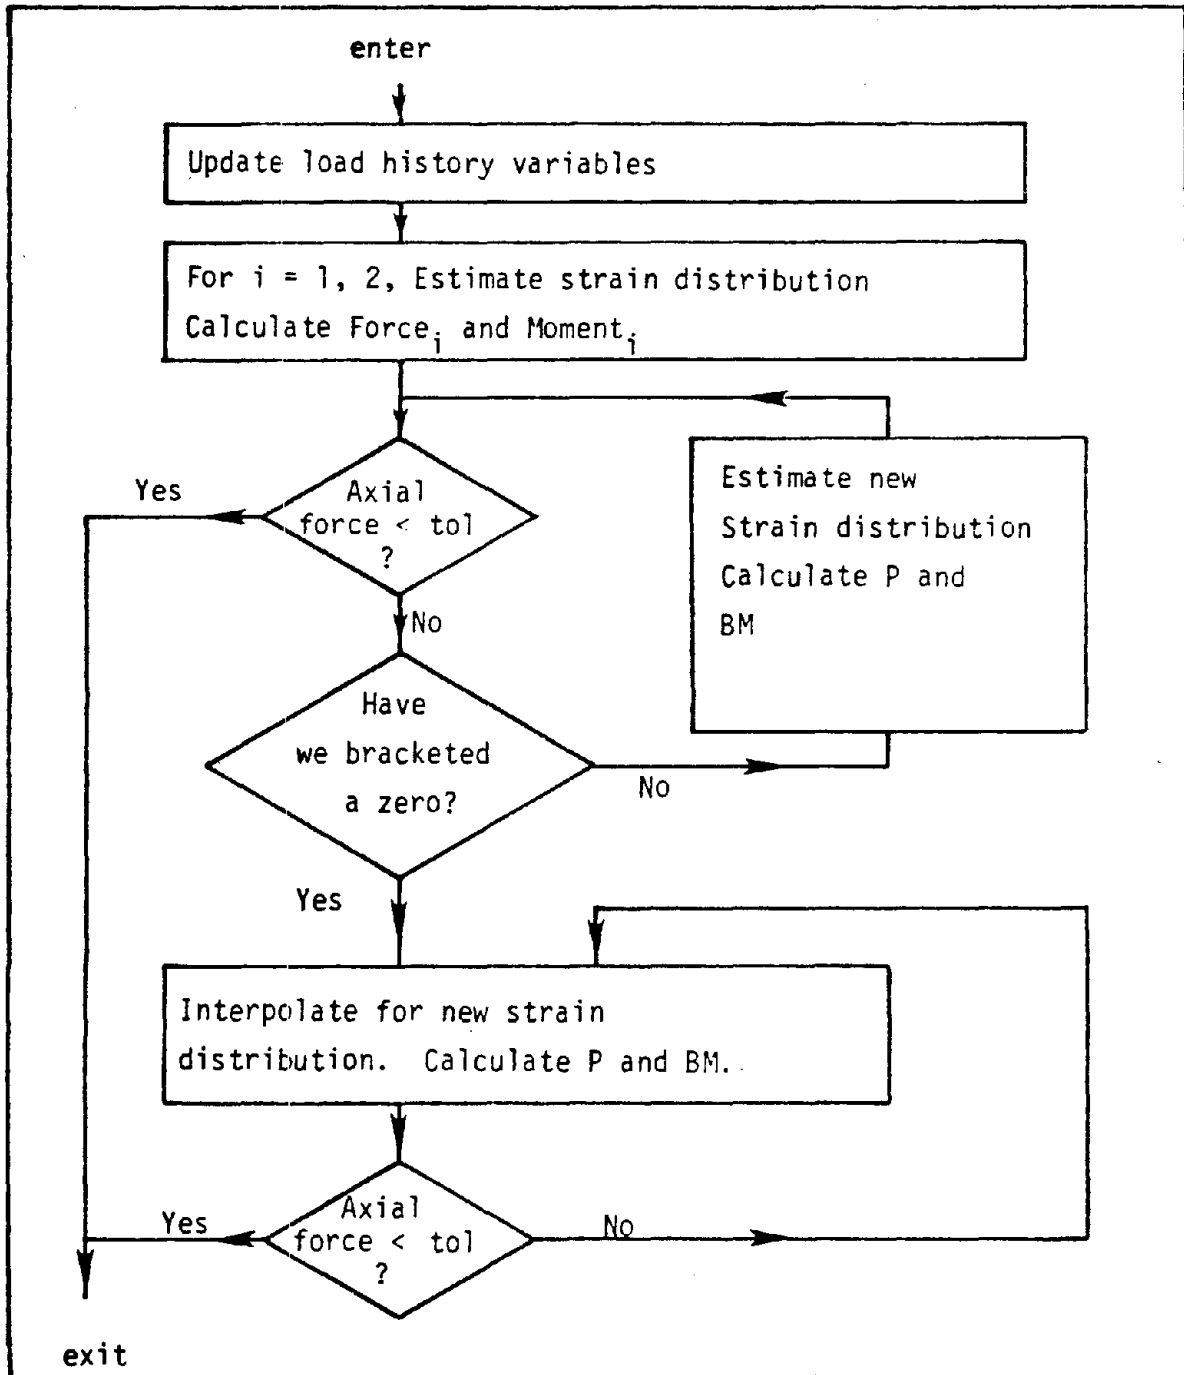 enter
Update load history variables
For i = 1, 2, Estimate strain distribution
Calculate Forceᵢ and Momentᵢ
Axial
force < tol
?
Yes
No
Estimate new
Strain distribution
Calculate P and
BM
Have
we bracketed
a zero?
No
Yes
Interpolate for new strain
distribution. Calculate P and BM.
Axial
force < tol
?
Yes
No
exit